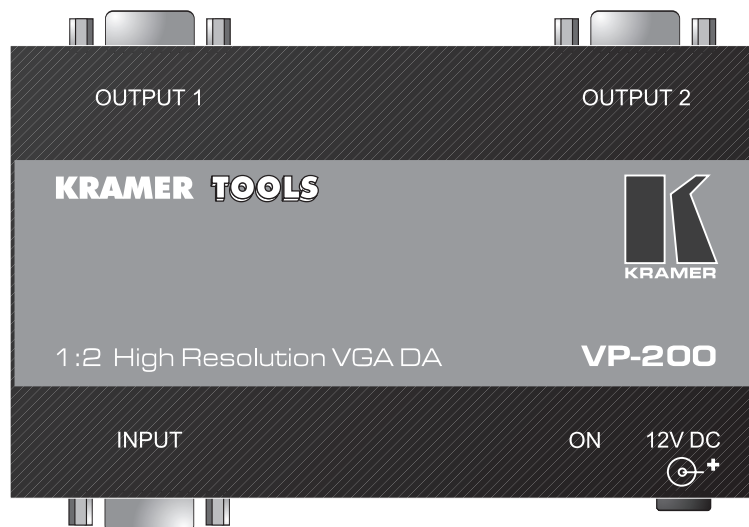 OUTPUT 1 OUTPUT 2
KRAMER TOOLS
KRAMER
1:2 High Resolution VGA DA VP-200
INPUT ON 12V DC
+